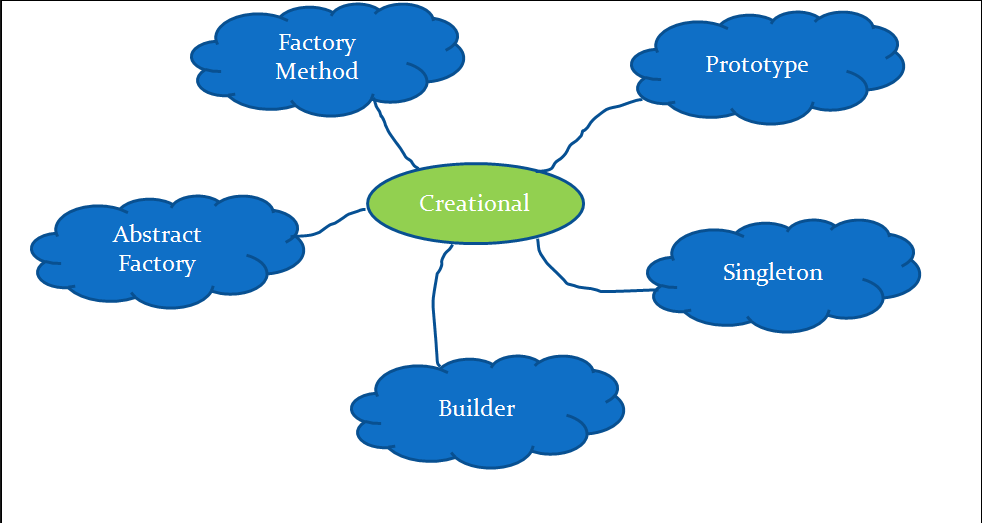 Factory
Method
Prototype
Creational
Abstract
Factory
Singleton
Builder